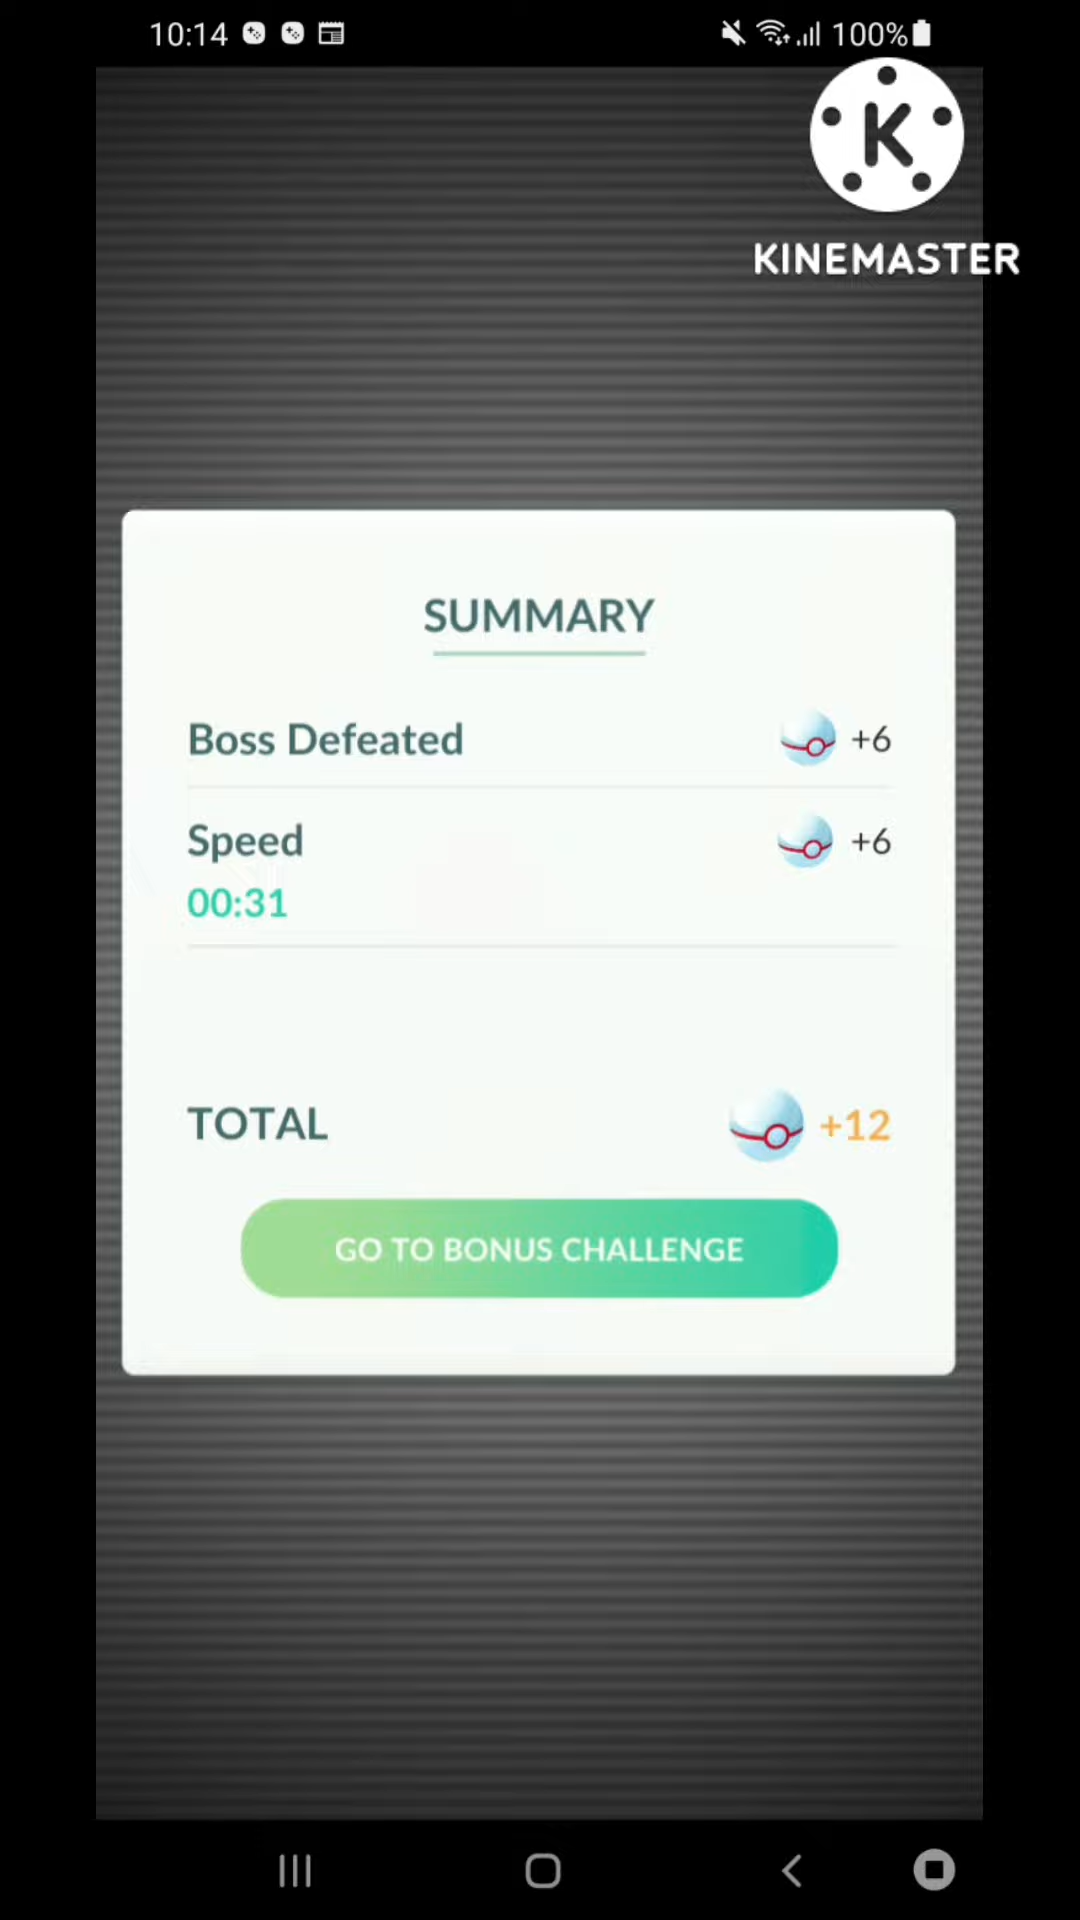 10:14
100%
K
KINEMASTER
SUMMARY
Boss Defeated +6
Speed +6
00:31
TOTAL +12
GO TO BONUS CHALLENGE